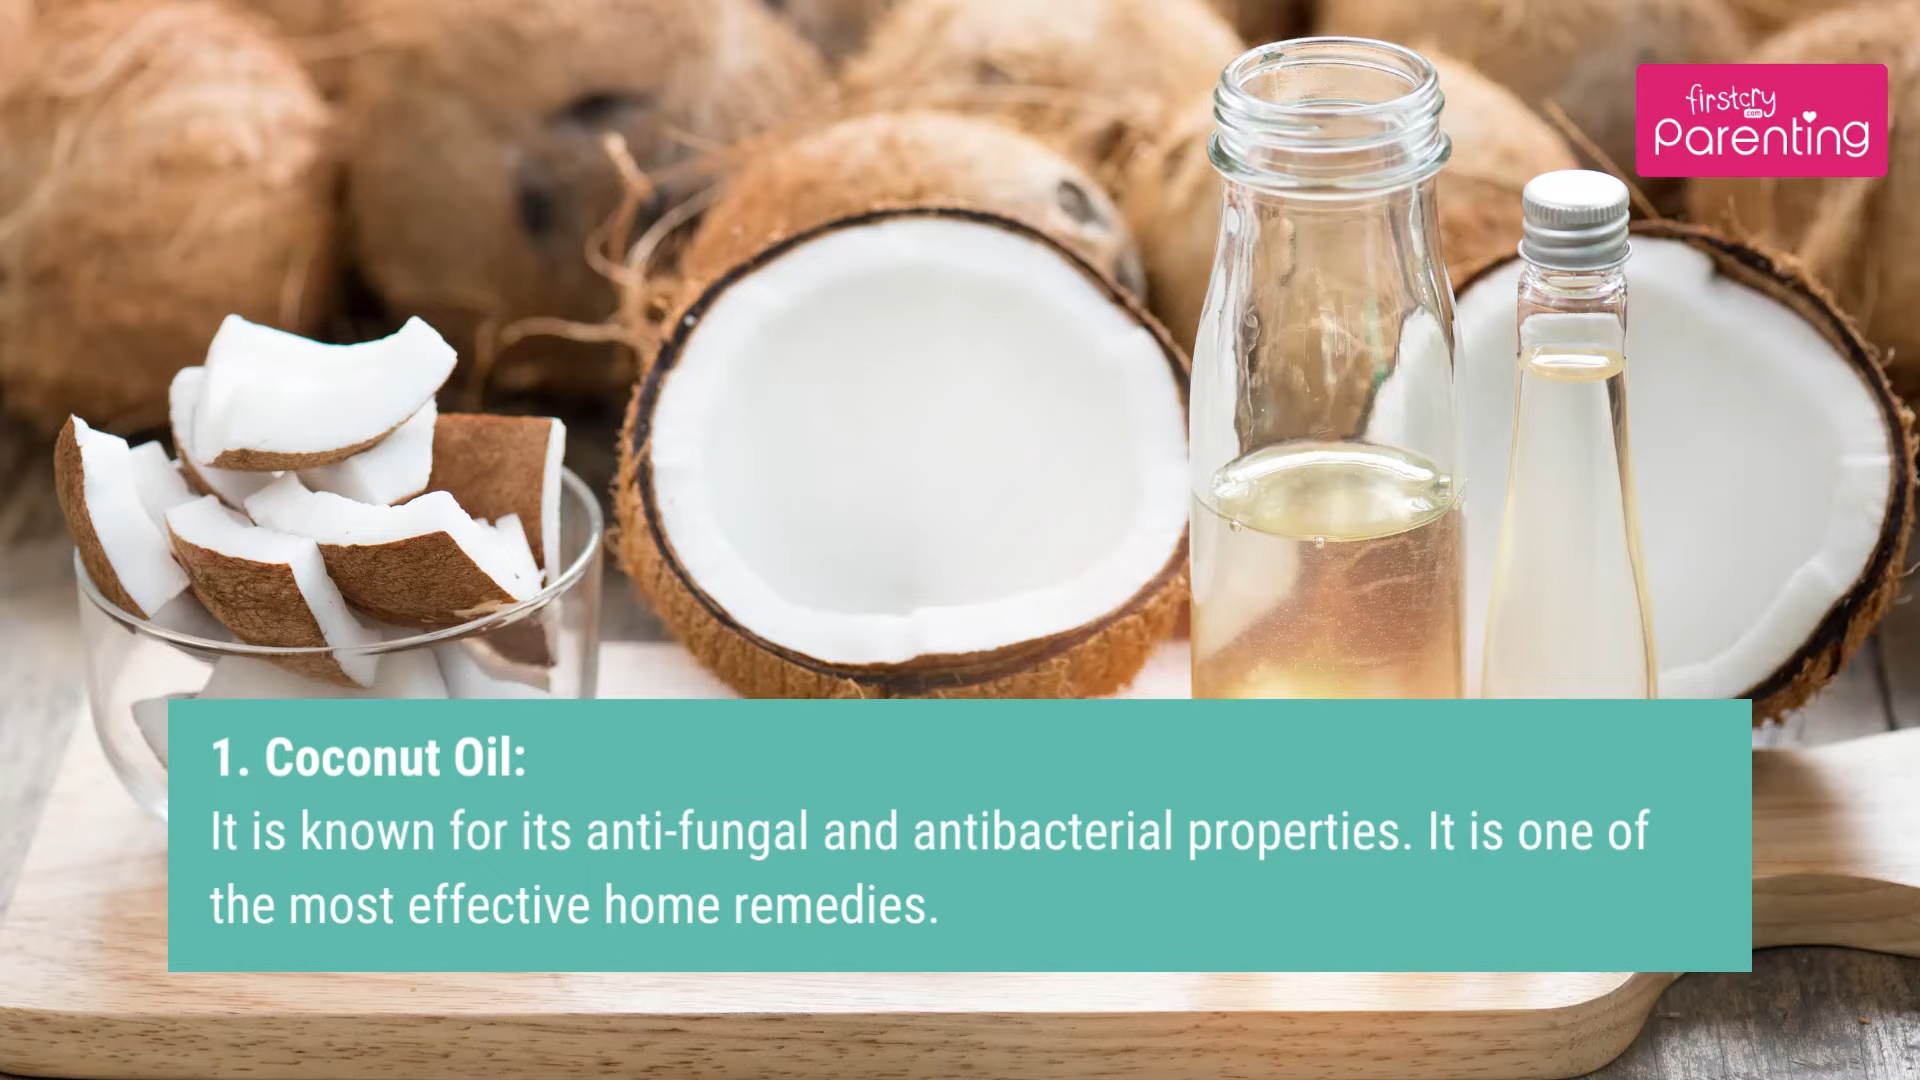 firstcry
.com
Parenting
1. Coconut Oil:
It is known for its anti-fungal and antibacterial properties. It is one of
the most effective home remedies.